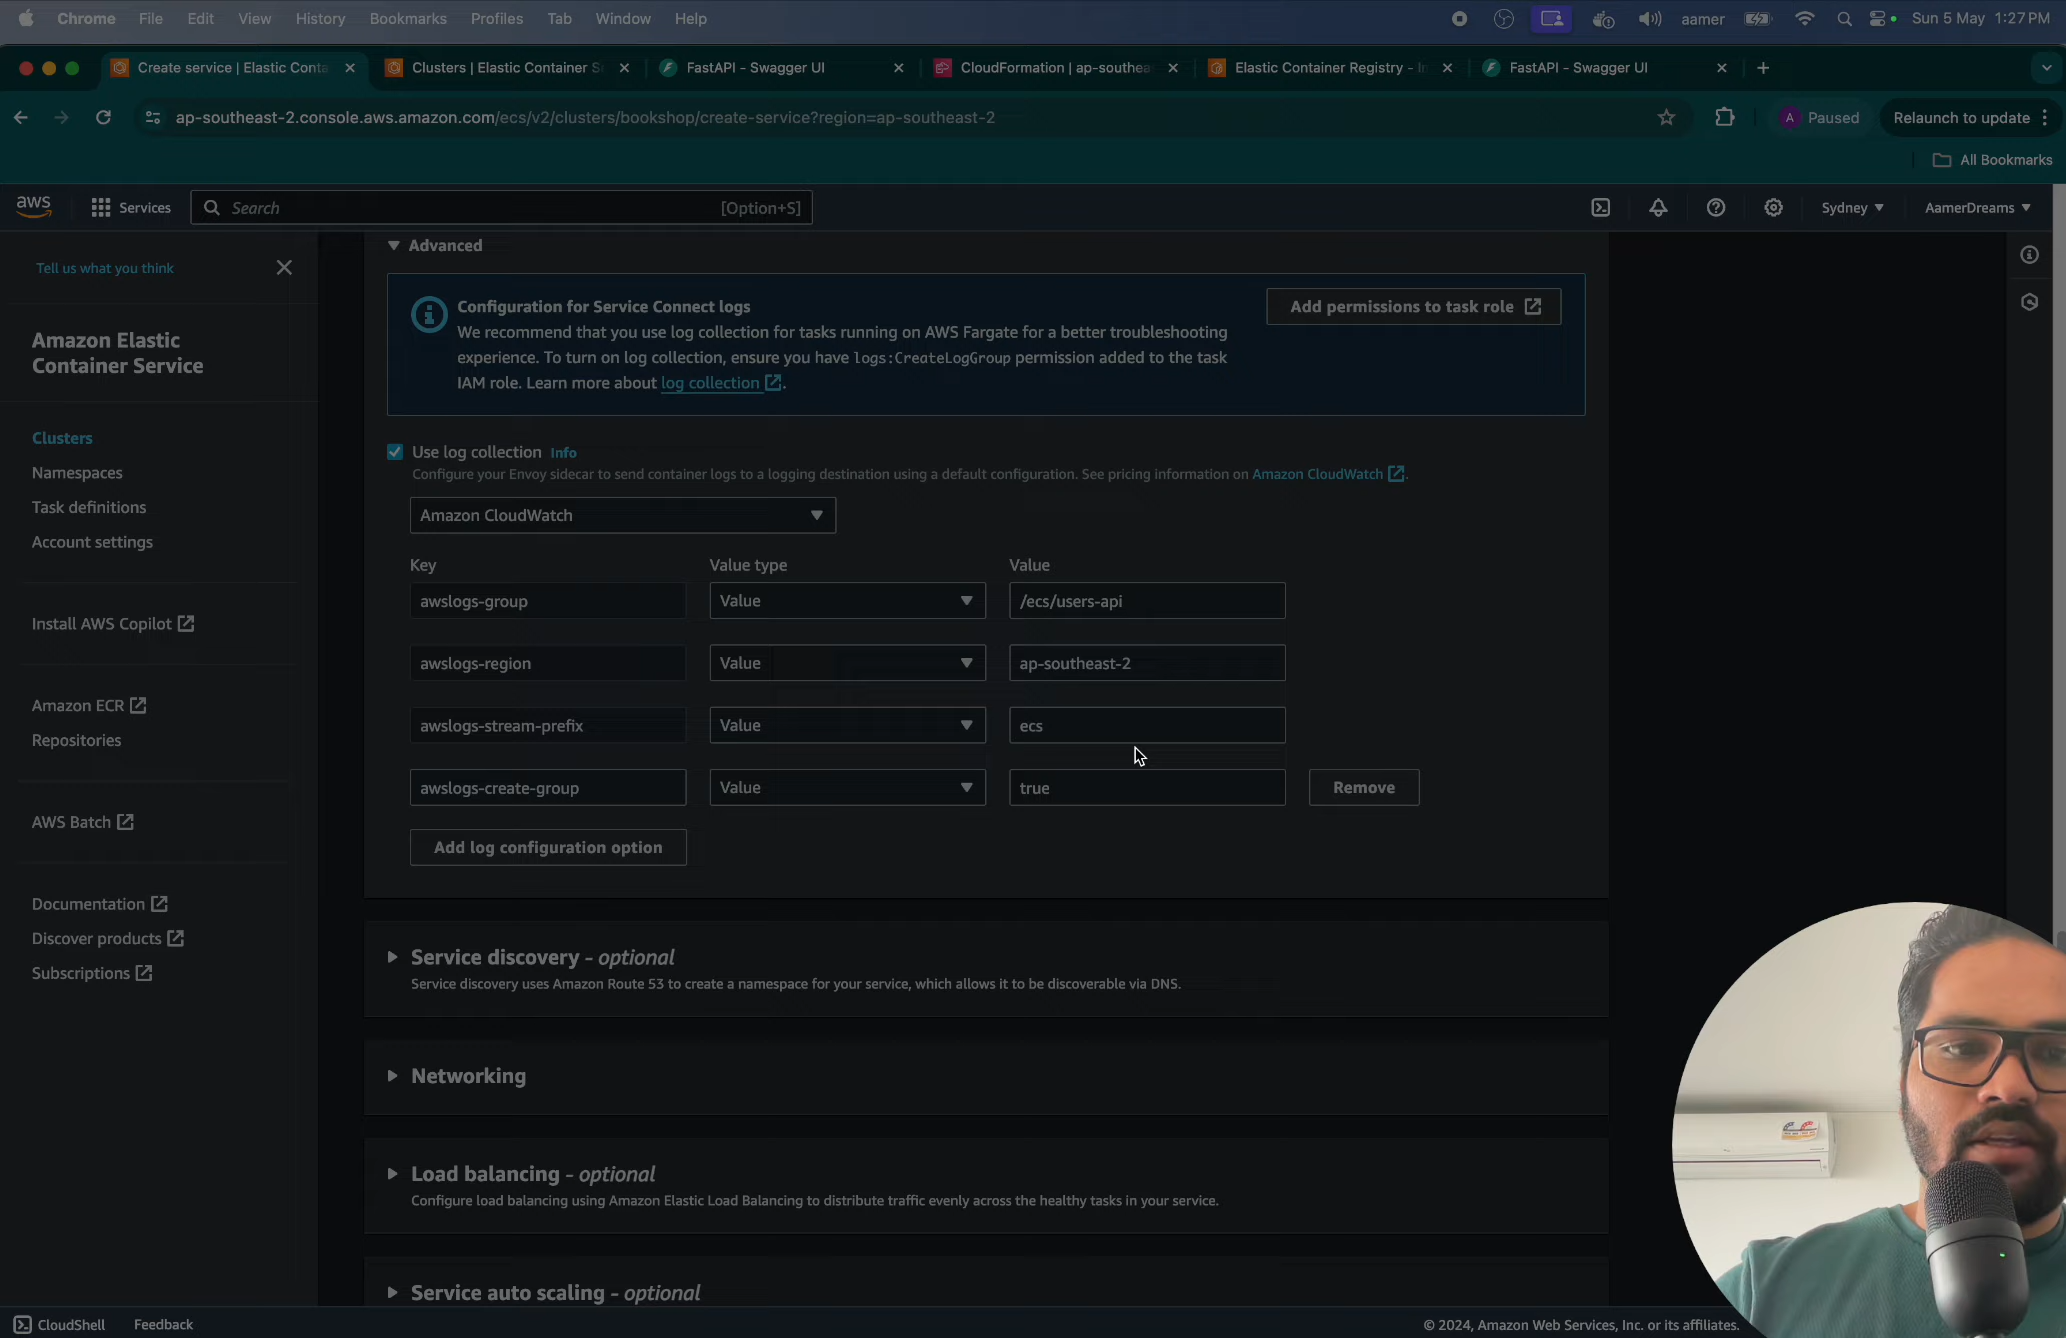 Chrome File Edit View History Bookmarks Profiles Tab Window Help aamer Sun 5 May 1:27 PM
Create service | Elastic Conta Clusters | Elastic Container S FastAPI - Swagger UI CloudFormation | ap-southea Elastic Container Registry - In FastAPI - Swagger UI
ap-southeast-2.console.aws.amazon.com/ecs/v2/clusters/bookshop/create-service?region=ap-southeast-2 A Paused Relaunch to update
All Bookmarks
aws Services Search [Option+S] Sydney AamerDreams
Tell us what you think
Amazon Elastic
Container Service
Clusters
Namespaces
Task definitions
Account settings
Install AWS Copilot
Amazon ECR
Repositories
AWS Batch
Documentation
Discover products
Subscriptions
Advanced
Configuration for Service Connect logs
We recommend that you use log collection for tasks running on AWS Fargate for a better troubleshooting
experience. To turn on log collection, ensure you have logs:CreateLogGroup permission added to the task
IAM role. Learn more about log collection.
Add permissions to task role
Use log collection Info
Configure your Envoy sidecar to send container logs to a logging destination using a default configuration. See pricing information on Amazon CloudWatch.
Amazon CloudWatch
Key Value type Value
awslogs-group Value /ecs/users-api
awslogs-region Value ap-southeast-2
awslogs-stream-prefix Value ecs
awslogs-create-group Value true Remove
Add log configuration option
Service discovery - optional
Service discovery uses Amazon Route 53 to create a namespace for your service, which allows it to be discoverable via DNS.
Networking
Load balancing - optional
Configure load balancing using Amazon Elastic Load Balancing to distribute traffic evenly across the healthy tasks in your service.
Service auto scaling - optional
CloudShell Feedback © 2024, Amazon Web Services, Inc. or its affiliates.